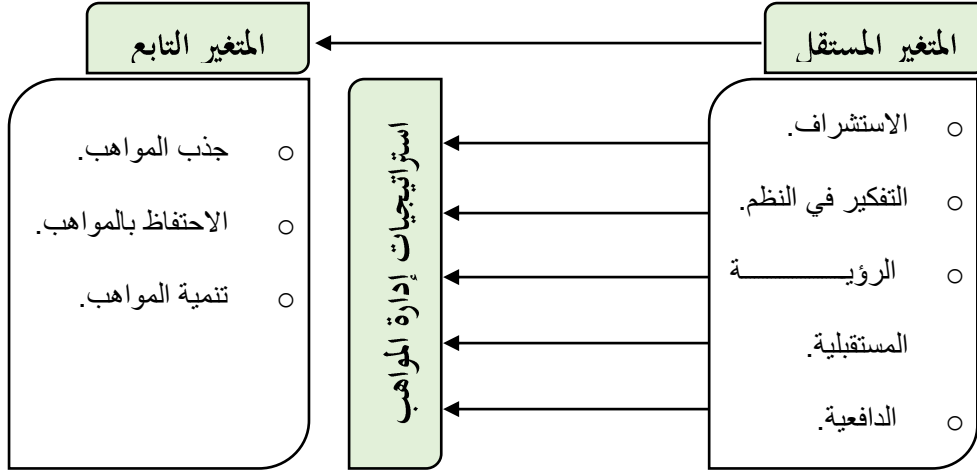 المتغير المستقل
المتغير التابع
الاستشراف.
التفكير في النظم.
الرؤيـــــــــــــة
المستقبلية.
الدافعية.
استراتيجيات إدارة المواهب
جذب المواهب.
الاحتفاظ بالمواهب.
تنمية المواهب.